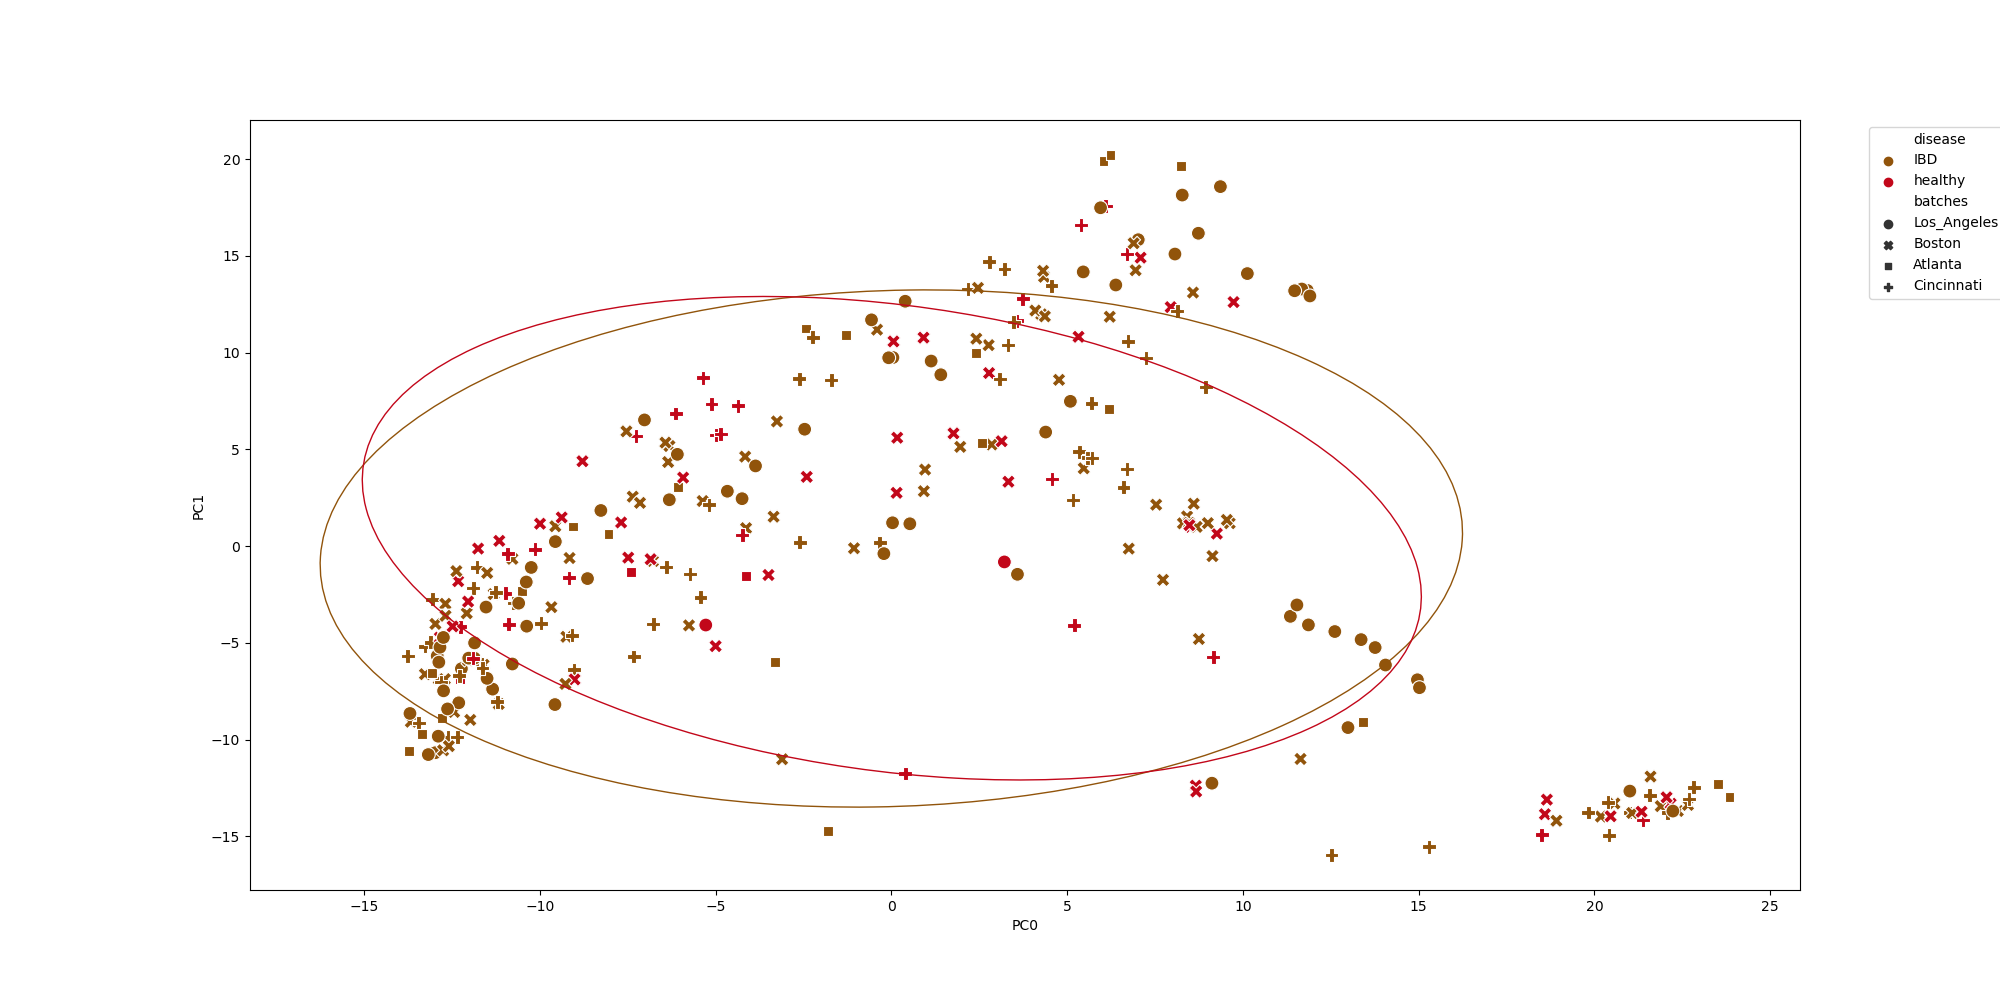 disease
IBD
healthy
batches
Los_Angeles
Boston
Atlanta
Cincinnati
20
15
10
5
0
−5
−10
−15
PC1
−15 −10 −5 0 5 10 15 20 25
PC0